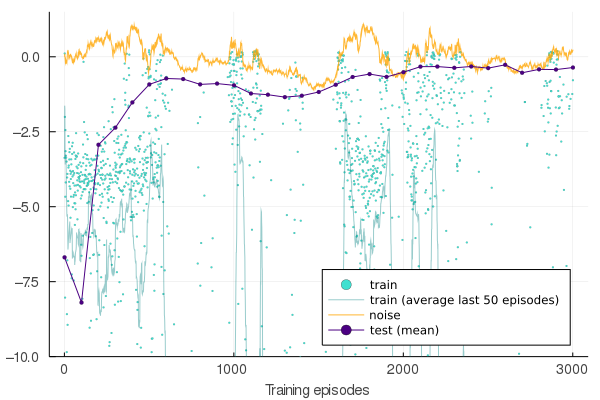 0.0
−2.5
−5.0
−7.5
−10.0
0
1000
2000
3000
Training episodes
train
train (average last 50 episodes)
noise
test (mean)